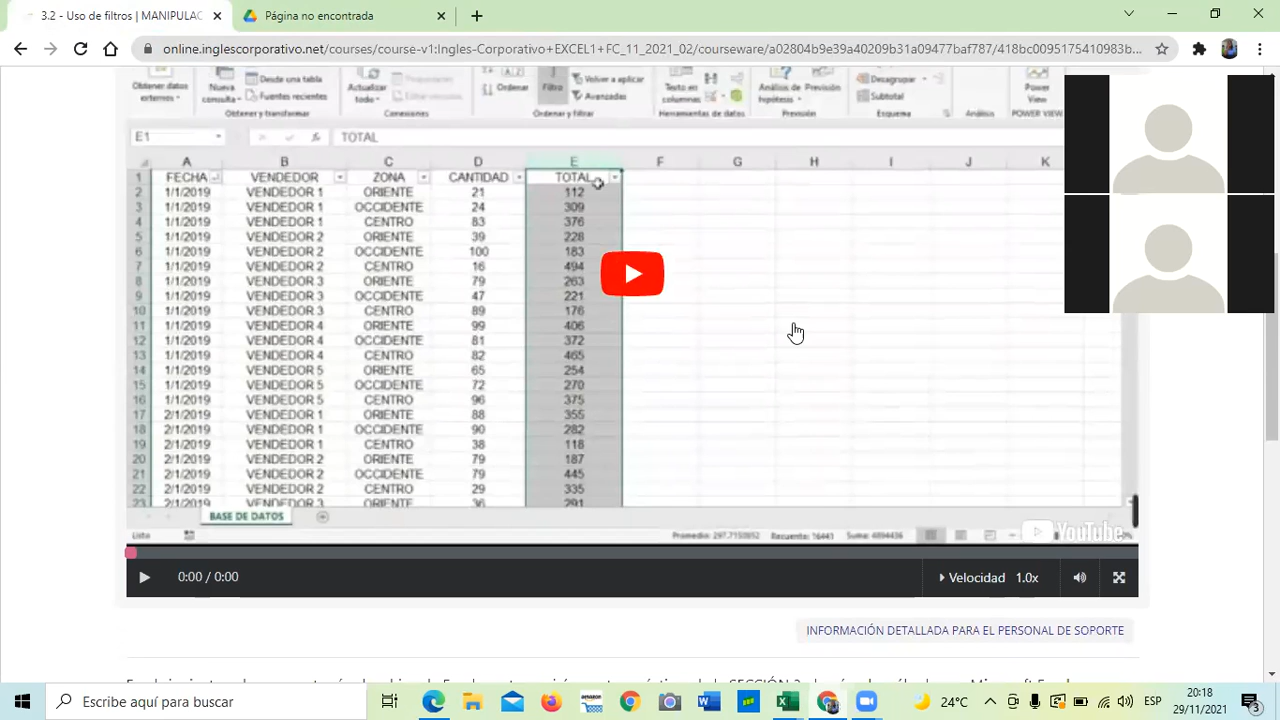 3.2 - Uso de filtros | MANIPULAC
Página no encontrada
online.inglescorporativo.net/courses/course-v1:Ingles-Corporativo+EXCEL1+FC_11_2021_02/courseware/a02804b9e39a40209b31a09477baf787/418bc0095175410983b...
Obtener datos externos
Nueva consulta
Desde una tabla
Fuentes recientes
Obtener y transformar
Actualizar todo
Conexiones
Ordenar
Filtro
Volver a aplicar
Avanzadas
Ordenar y filtrar
Texto en columnas
Herramientas de datos
Análisis de hipótesis
Previsión
Previsión
Desagrupar
Subtotal
Esquema
Análisis
Power View
POWER VIEW
E1 TOTAL
A B C D E F G H I J K
1 FECHA VENDEDOR ZONA CANTIDAD TOTAL
2 1/1/2019 VENDEDOR 1 ORIENTE 21 112
3 1/1/2019 VENDEDOR 1 OCCIDENTE 24 309
4 1/1/2019 VENDEDOR 1 CENTRO 83 376
5 1/1/2019 VENDEDOR 2 ORIENTE 39 228
6 1/1/2019 VENDEDOR 2 OCCIDENTE 100 183
7 1/1/2019 VENDEDOR 2 CENTRO 16 494
8 1/1/2019 VENDEDOR 3 ORIENTE 79 263
9 1/1/2019 VENDEDOR 3 OCCIDENTE 47 221
10 1/1/2019 VENDEDOR 3 CENTRO 89 176
11 1/1/2019 VENDEDOR 4 ORIENTE 99 406
12 1/1/2019 VENDEDOR 4 OCCIDENTE 81 372
13 1/1/2019 VENDEDOR 4 CENTRO 82 465
14 1/1/2019 VENDEDOR 5 ORIENTE 65 254
15 1/1/2019 VENDEDOR 5 OCCIDENTE 72 270
16 1/1/2019 VENDEDOR 5 CENTRO 96 375
17 2/1/2019 VENDEDOR 1 ORIENTE 88 355
18 2/1/2019 VENDEDOR 1 OCCIDENTE 90 282
19 2/1/2019 VENDEDOR 1 CENTRO 38 118
20 2/1/2019 VENDEDOR 2 ORIENTE 79 187
21 2/1/2019 VENDEDOR 2 OCCIDENTE 79 445
22 2/1/2019 VENDEDOR 2 CENTRO 29 335
23 2/1/2019 VENDEDOR 3 ORIENTE 36 291
BASE DE DATOS
Listo
YouTube
0:00 / 0:00
Velocidad 1.0x
INFORMACIÓN DETALLADA PARA EL PERSONAL DE SOPORTE
Escribe aquí para buscar
24°C
ESP
20:18
29/11/2021
3